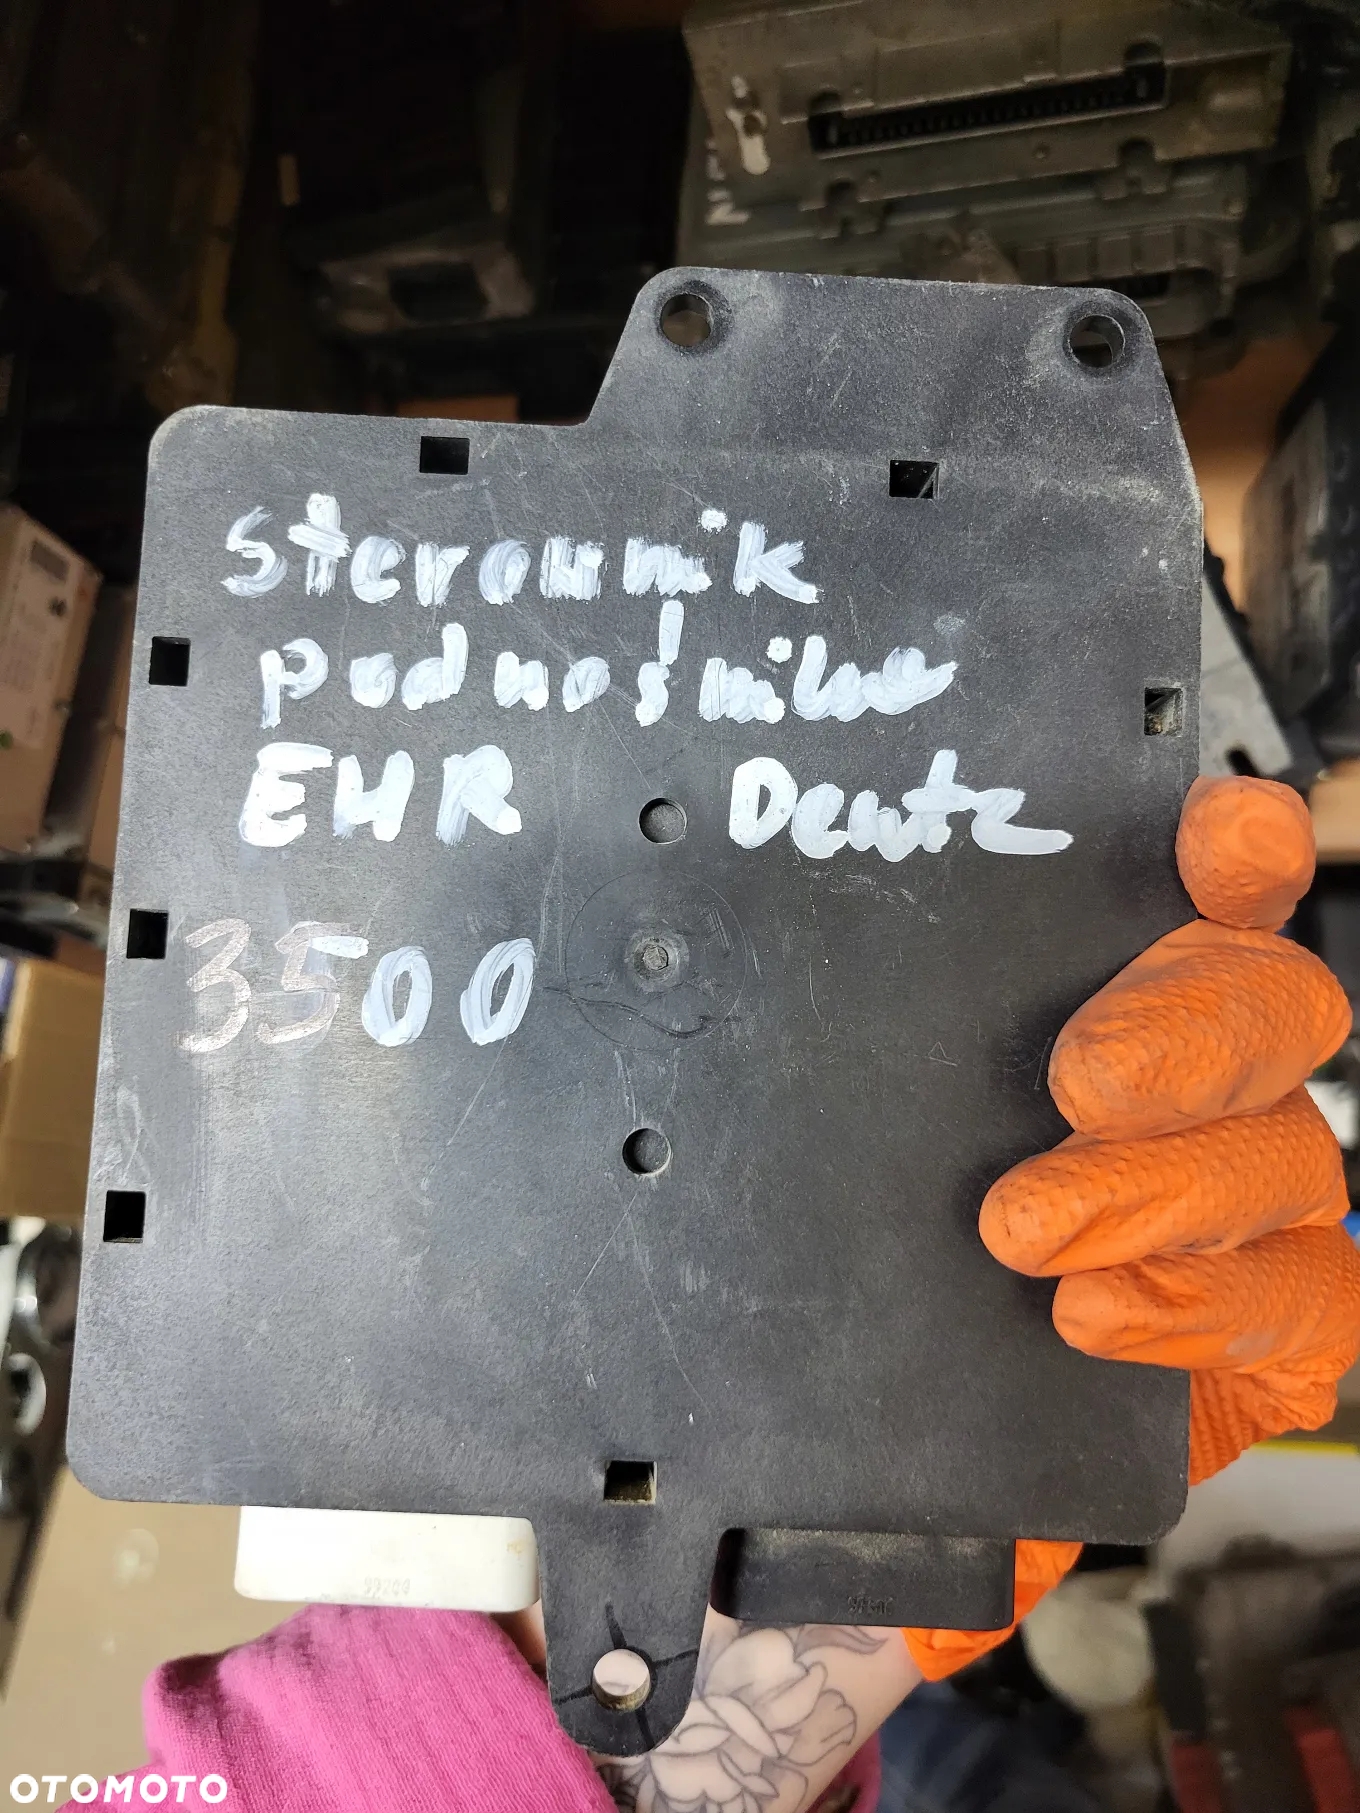 Sterownik
podnośnika
EHR Deutz
3500
OTOMOTO